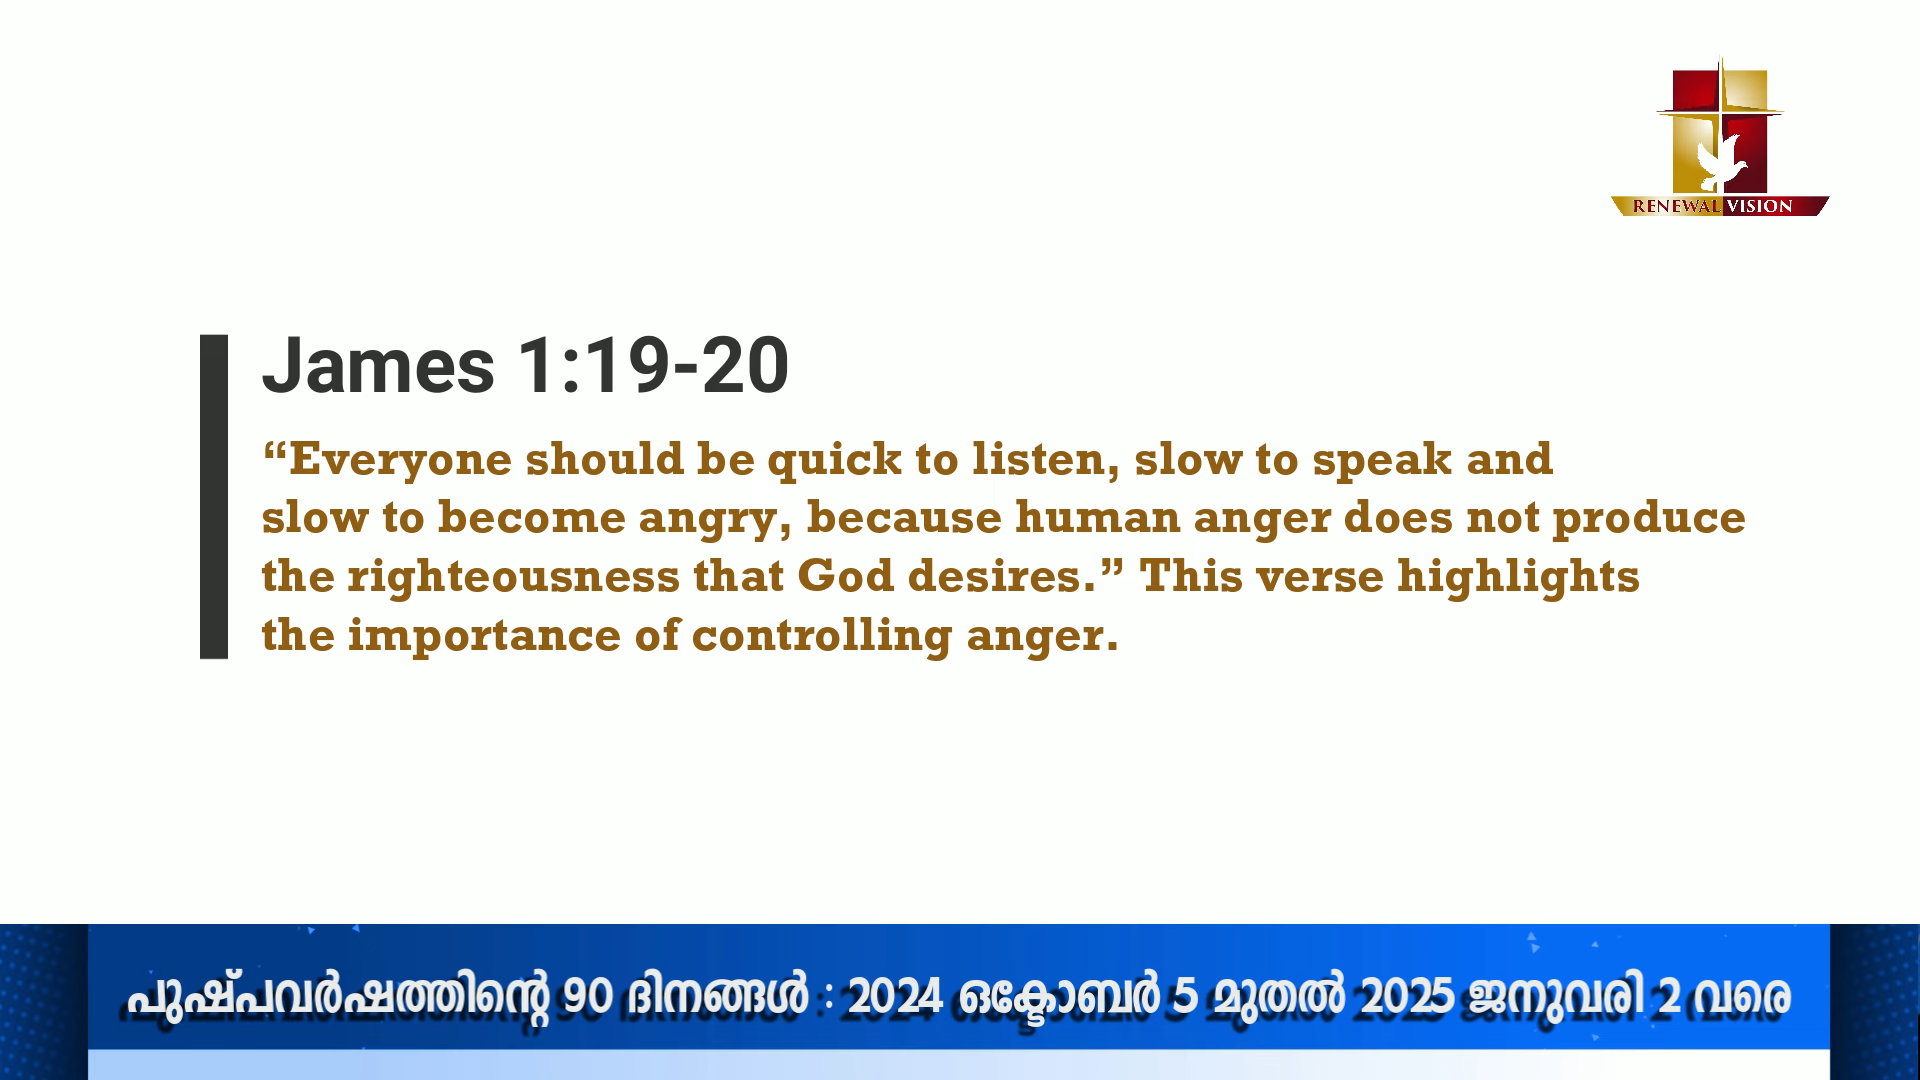 RENEWAL VISION
James 1:19-20
“Everyone should be quick to listen, slow to speak and
slow to become angry, because human anger does not produce
the righteousness that God desires.” This verse highlights
the importance of controlling anger.
പുഷ്പവർഷത്തിന്റെ 90 ദിനങ്ങൾ : 2024 ഒക്ടോബർ 5 മുതൽ 2025 ജനുവരി 2 വരെ